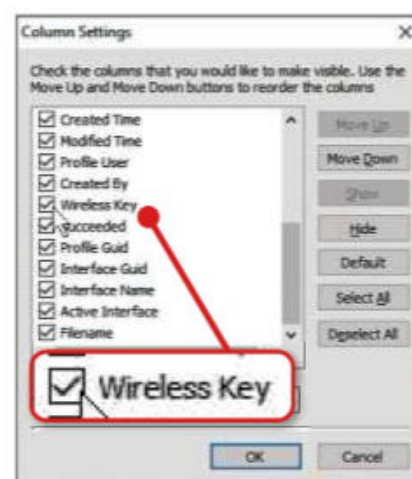 Column Settings
Check the columns that you would like to make visible. Use the
Move Up and Move Down buttons to reorder the columns
Created Time
Modified Time
Profile User
Created By
Wireless Key
Succeeded
Profile Guid
Interface Guid
Interface Name
Active Interface
Filename
Move Up
Move Down
Show
Hide
Default
Select All
Deselect All
Wireless Key
OK
Cancel